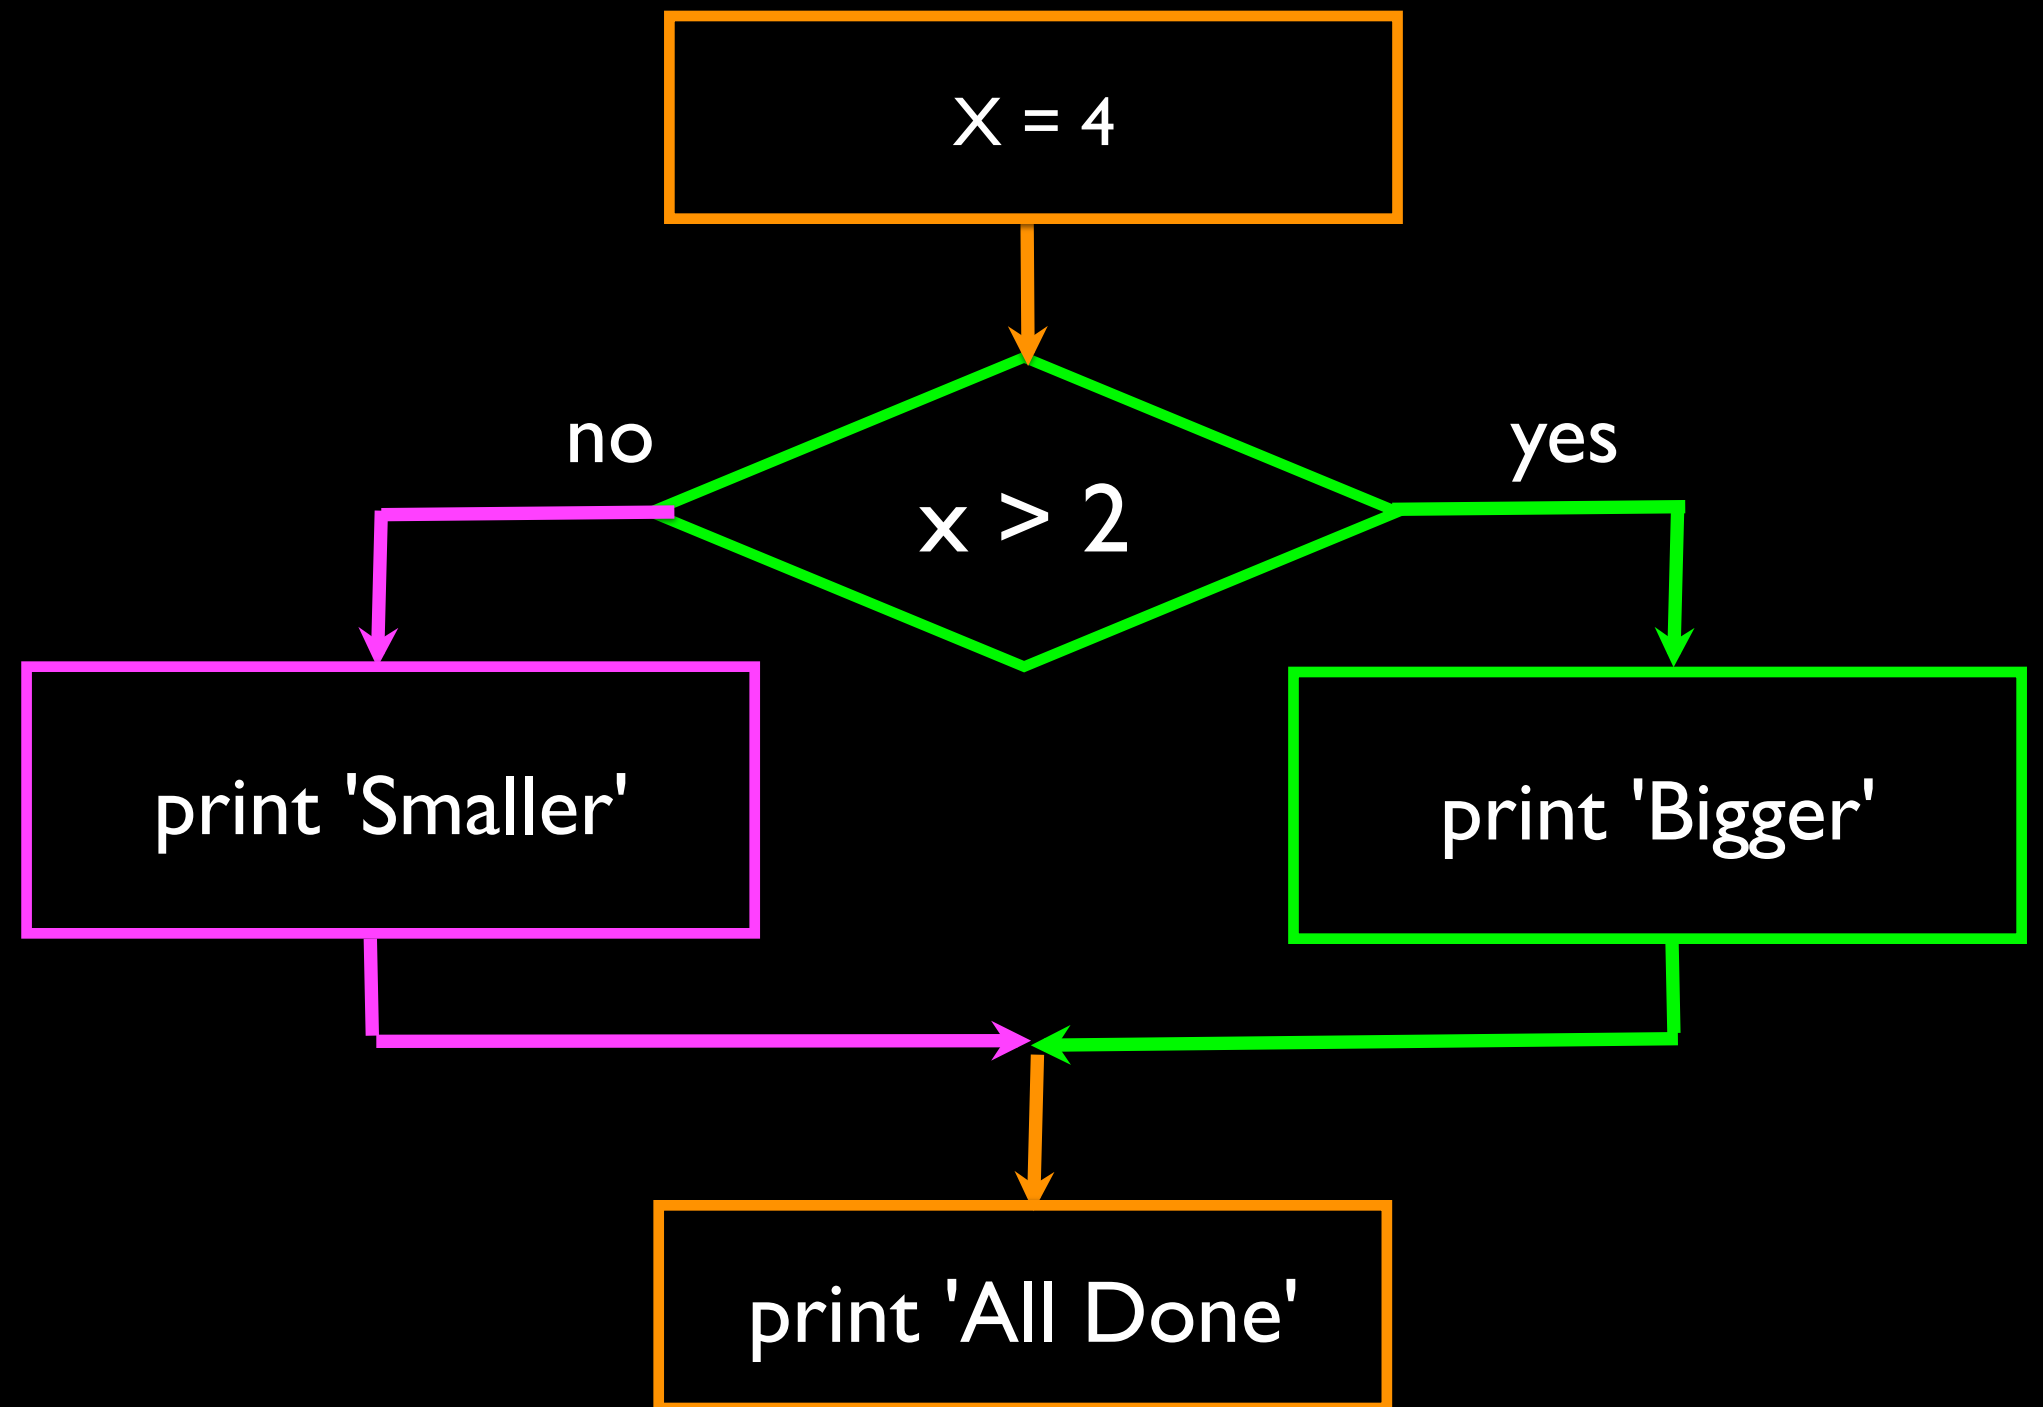 X = 4
no
yes
x > 2
print 'Smaller'
print 'Bigger'
print 'All Done'